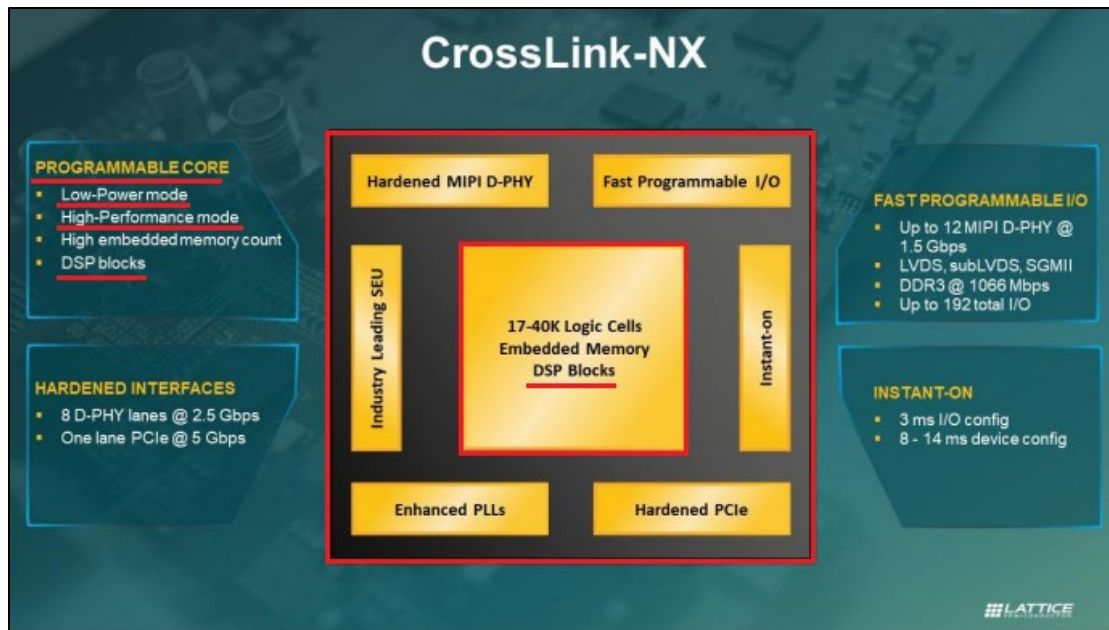 CrossLink-NX
PROGRAMMABLE CORE
Low-Power mode
High-Performance mode
High embedded memory count
DSP blocks
HARDENED INTERFACES
8 D-PHY lanes @ 2.5 Gbps
One lane PCIe @ 5 Gbps
Hardened MIPI D-PHY
Fast Programmable I/O
Industry Leading SEU
17-40K Logic Cells
Embedded Memory
DSP Blocks
Instant-on
Enhanced PLLs
Hardened PCIe
FAST PROGRAMMABLE I/O
Up to 12 MIPI D-PHY @
1.5 Gbps
LVDS, subLVDS, SGMII
DDR3 @ 1066 Mbps
Up to 192 total I/O
INSTANT-ON
3 ms I/O config
8 - 14 ms device config
LATTICE
SEMICONDUCTOR